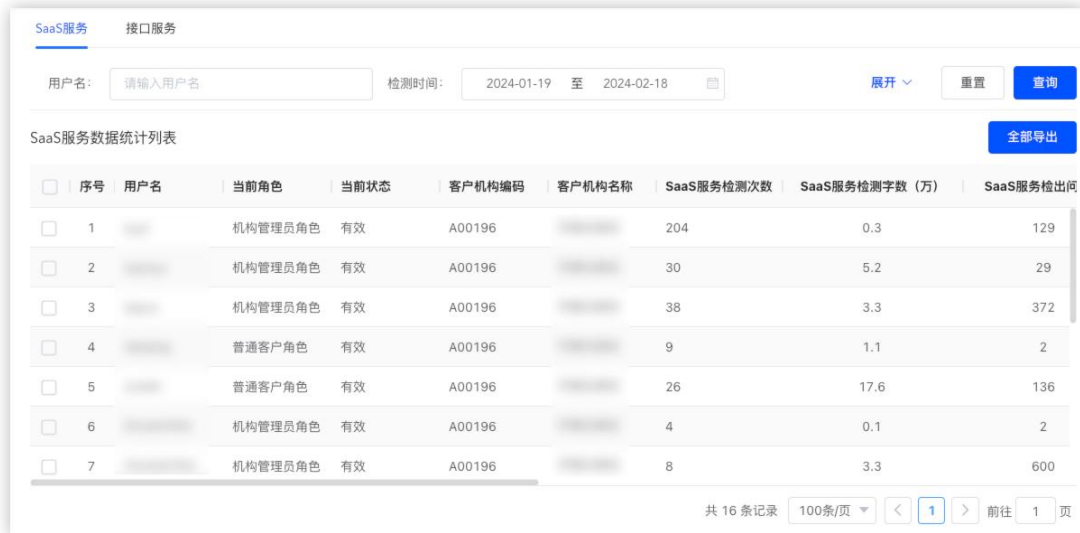 SaaS服务 接口服务
用户名: 请输入用户名 检测时间: 2024-01-19 至 2024-02-18 展开 重置 查询
SaaS服务数据统计列表 全部导出
序号 用户名 当前角色 当前状态 客户机构编码 客户机构名称 SaaS服务检测次数 SaaS服务检测字数（万） SaaS服务检出问
1 机构管理员角色 有效 A00196 204 0.3 129
2 机构管理员角色 有效 A00196 30 5.2 29
3 机构管理员角色 有效 A00196 38 3.3 372
4 普通客户角色 有效 A00196 9 1.1 2
5 普通客户角色 有效 A00196 26 17.6 136
6 机构管理员角色 有效 A00196 4 0.1 2
7 机构管理员角色 有效 A00196 8 3.3 600
共 16 条记录 100条/页 < 1 > 前往 1 页